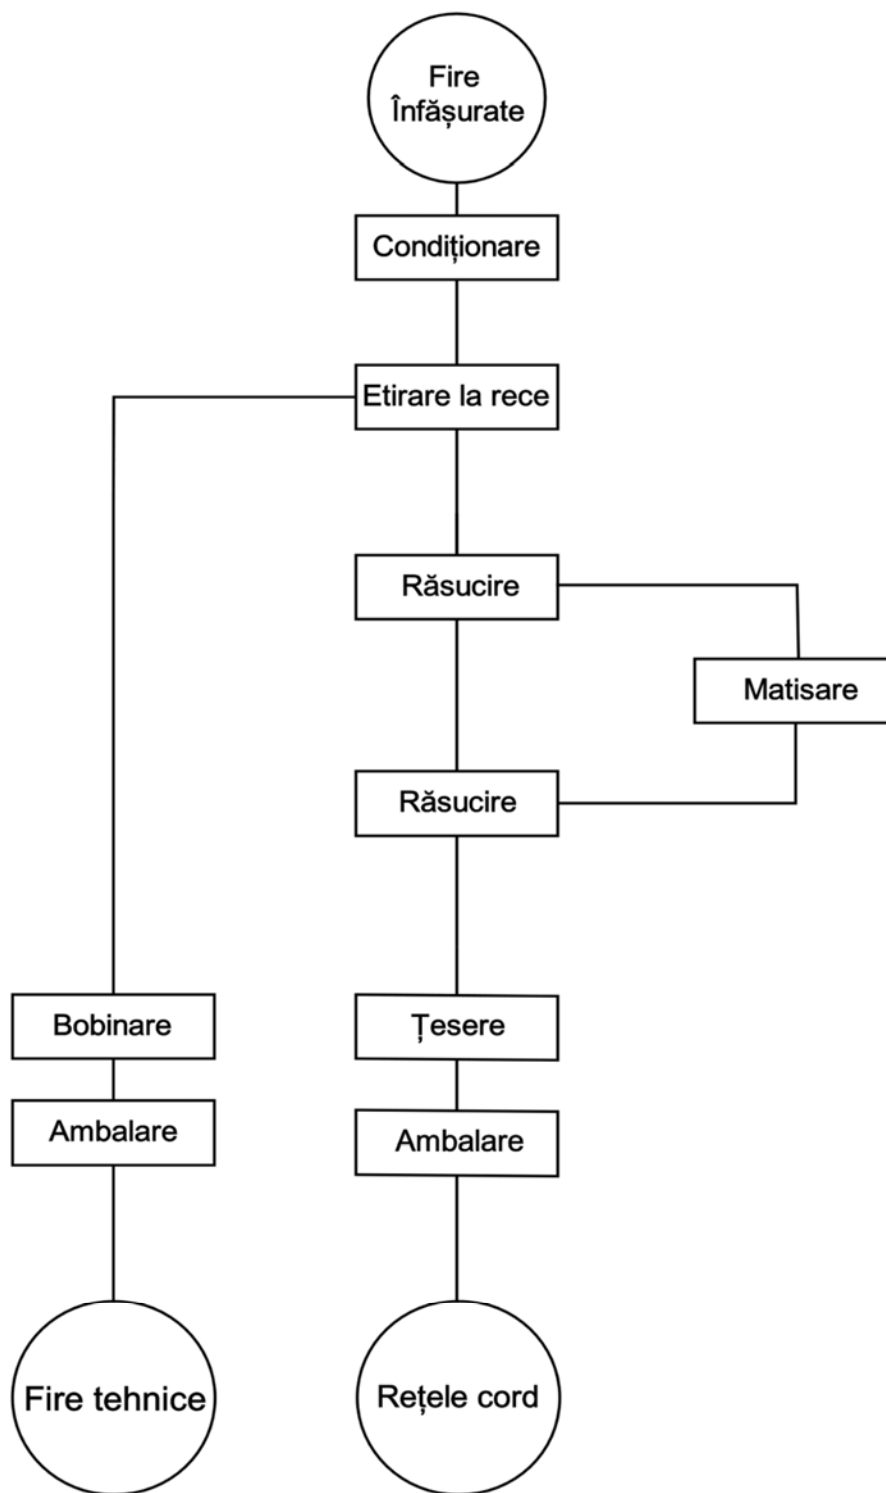 Fire
Înfășurate
Condiționare
Etirare la rece
Răsucire
Matisare
Răsucire
Bobinare
Țesere
Ambalare
Ambalare
Fire tehnice
Rețele cord